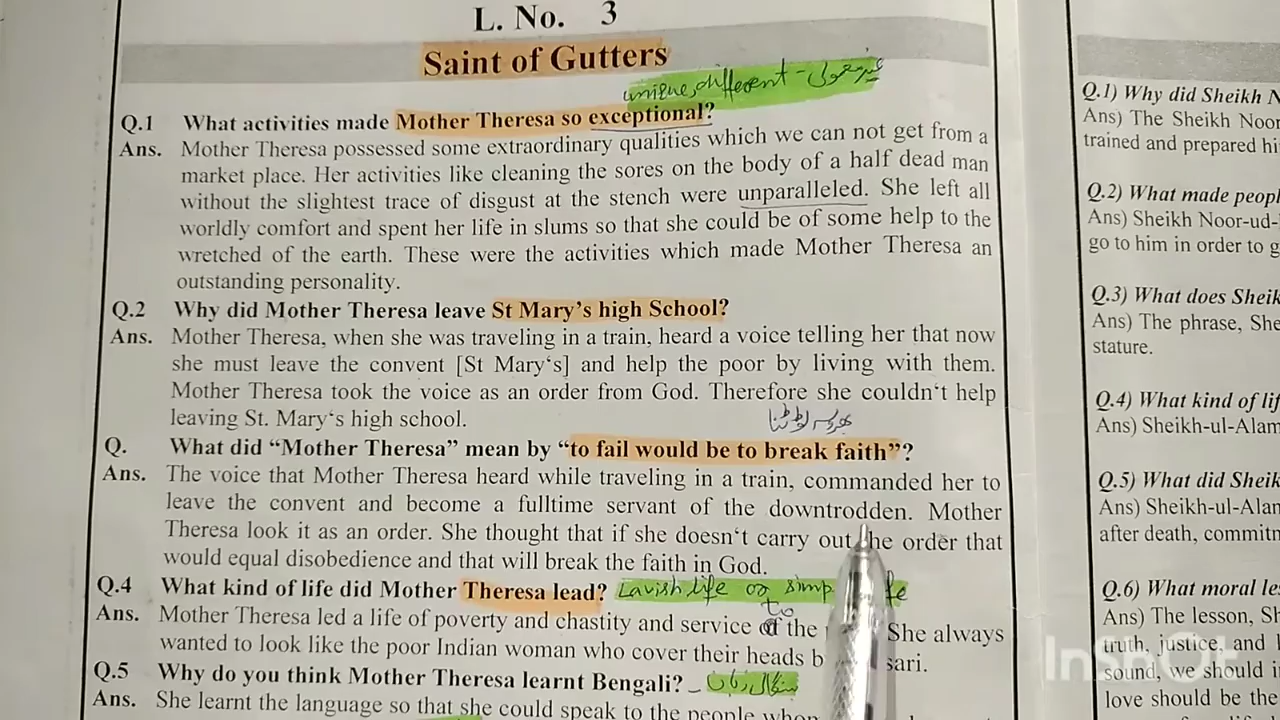 L. No. 3
Saint of Gutters
unique, different - غیر معمولی
Q.1 What activities made Mother Theresa so exceptional?
Ans. Mother Theresa possessed some extraordinary qualities which we can not get from a
market place. Her activities like cleaning the sores on the body of a half dead man
without the slightest trace of disgust at the stench were unparalleled. She left all
worldly comfort and spent her life in slums so that she could be of some help to the
wretched of the earth. These were the activities which made Mother Theresa an
outstanding personality.
Q.2 Why did Mother Theresa leave St Mary's high School?
Ans. Mother Theresa, when she was traveling in a train, heard a voice telling her that now
she must leave the convent [St Mary‘s] and help the poor by living with them.
Mother Theresa took the voice as an order from God. Therefore she couldn‘t help
leaving St. Mary‘s high school.
Q. What did “Mother Theresa” mean by “to fail would be to break faith”?
Ans. The voice that Mother Theresa heard while traveling in a train, commanded her to
leave the convent and become a fulltime servant of the downtrodden. Mother
Theresa look it as an order. She thought that if she doesn‘t carry out the order that
would equal disobedience and that will break the faith in God.
Q.4 What kind of life did Mother Theresa lead? Lavish life or
to
Ans. Mother Theresa led a life of poverty and chastity and service of the She always
wanted to look like the poor Indian woman who cover their heads sari.
Q.5 Why do you think Mother Theresa learnt Bengali? - بنگالی زبان
Ans. She learnt the language so that she could speak to the people whom
Q.1) Why did Sheikh
Ans) The Sheikh Noor
trained and prepared
Q.2) What made
Ans) Sheikh Noor-ud-
go to him in order to
Q.3) What does
Ans) The phrase,
stature.
Q.4) What kind of
Ans) Sheikh-ul-Alam
Q.5) What did
Ans) Sheikh-ul-Alam
after death,
Q.6) What moral
Ans) The lesson,
truth, justice, and
sound, we should
love should be the
InShOt